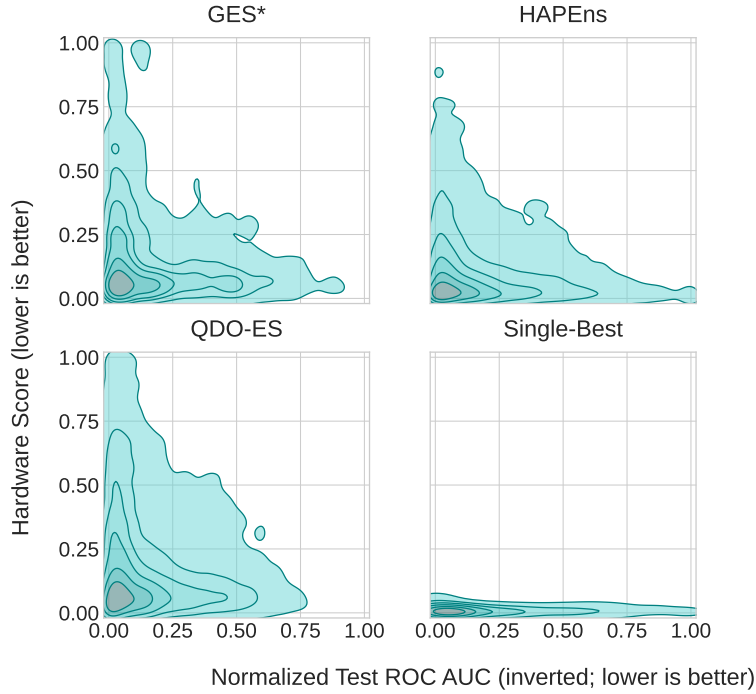 GES*
HAPEns
1.00
0.75
0.50
0.25
0.00
QDO-ES
Single-Best
1.00
0.75
0.50
0.25
0.00
0.00 0.25 0.50 0.75 1.00
0.00 0.25 0.50 0.75 1.00
Hardware Score (lower is better)
Normalized Test ROC AUC (inverted; lower is better)